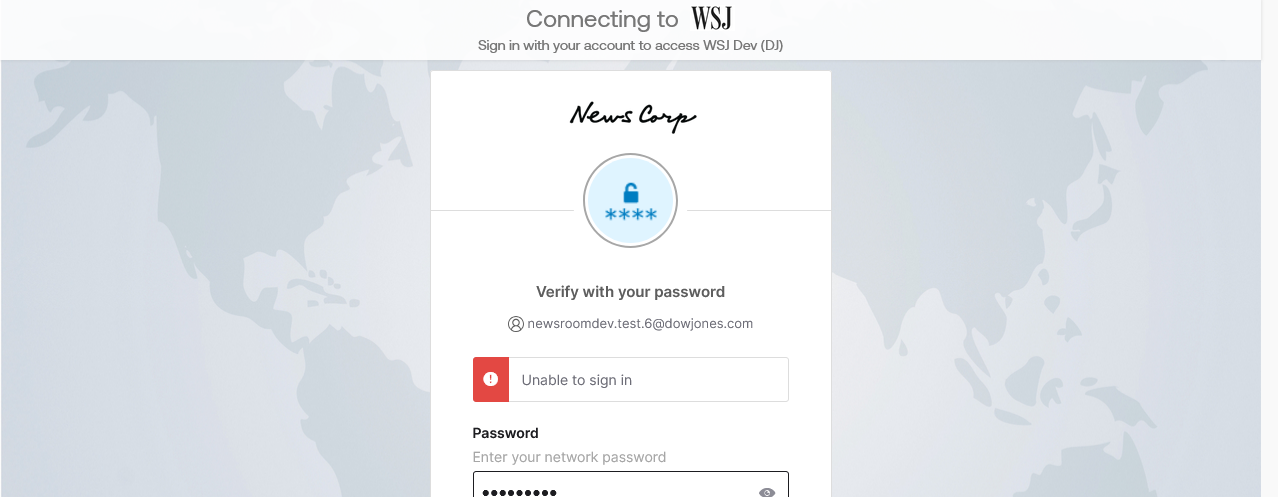 Connecting to WSJ
Sign in with your account to access WSJ Dev (DJ)
News Corp
****
Verify with your password
newsroomdev.test.6@dowjones.com
Unable to sign in
Password
Enter your network password
•••••••••